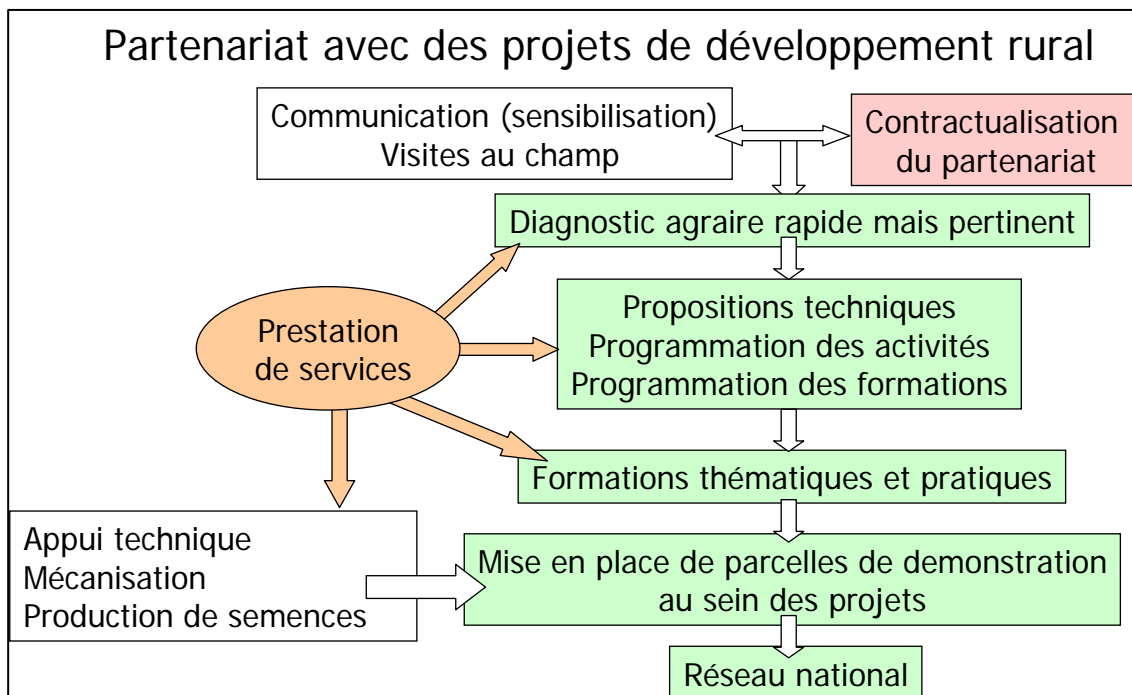 Partenariat avec des projets de développement rural
Communication (sensibilisation)
Visites au champ
Contractualisation
du partenariat
Diagnostic agraire rapide mais pertinent
Prestation
de services
Propositions techniques
Programmation des activités
Programmation des formations
Formations thématiques et pratiques
Appui technique
Mécanisation
Production de semences
Mise en place de parcelles de demonstration
au sein des projets
Réseau national